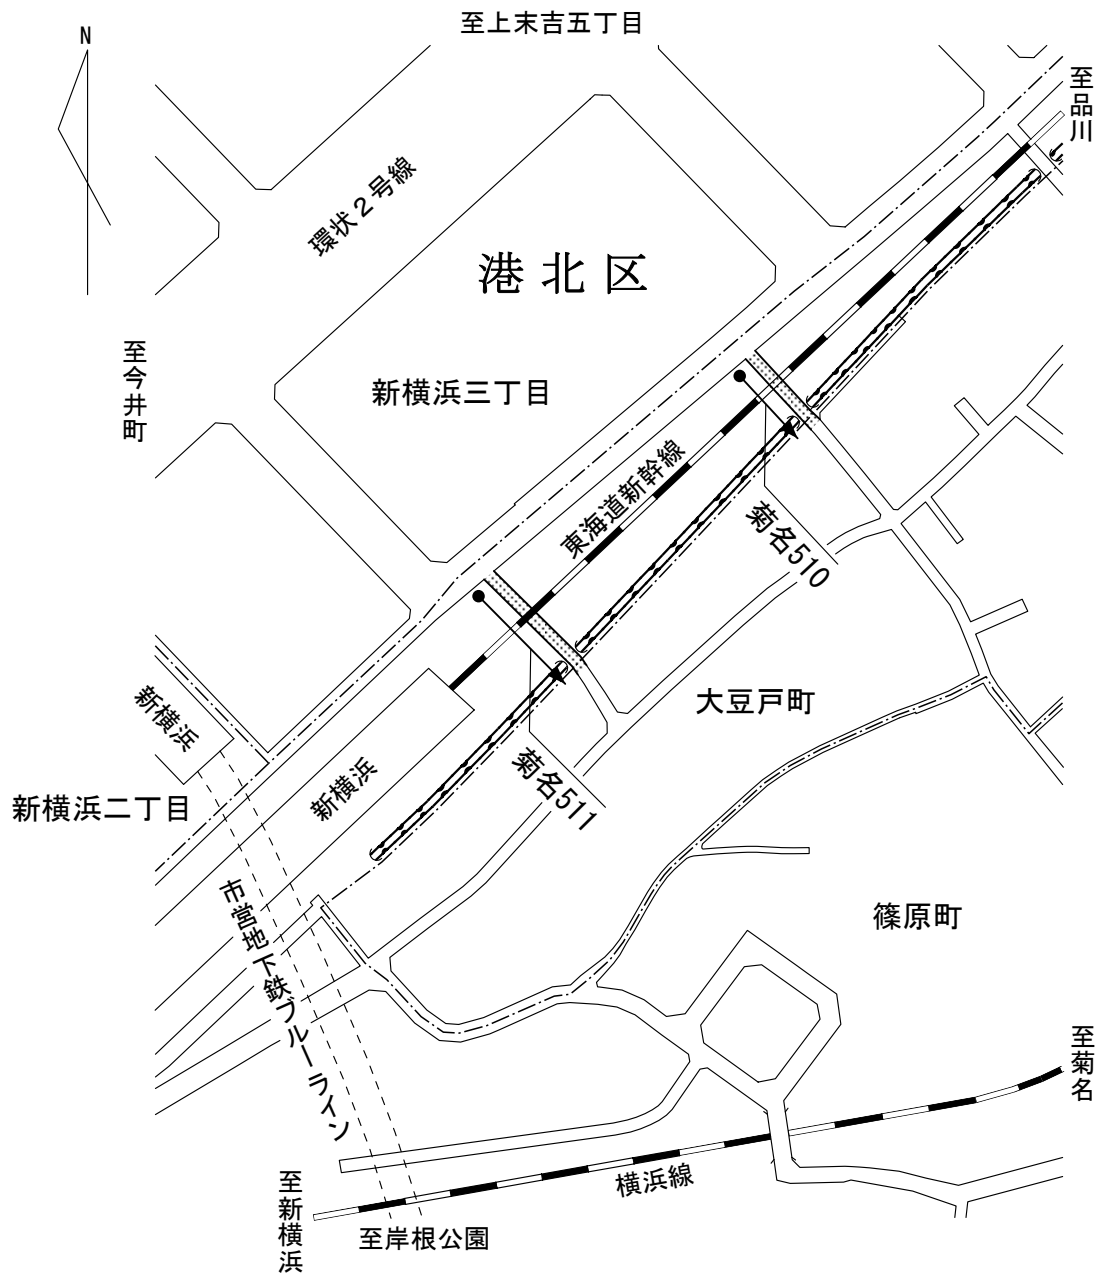 至上末吉五丁目
N
至品川
環状2号線
港北区
至今井町
新横浜三丁目
東海道新幹線
菊名510
大豆戸町
新横浜
菊名511
新横浜
新横浜二丁目
市営地下鉄ブルーライン
篠原町
至菊名
横浜線
至新横浜
至岸根公園